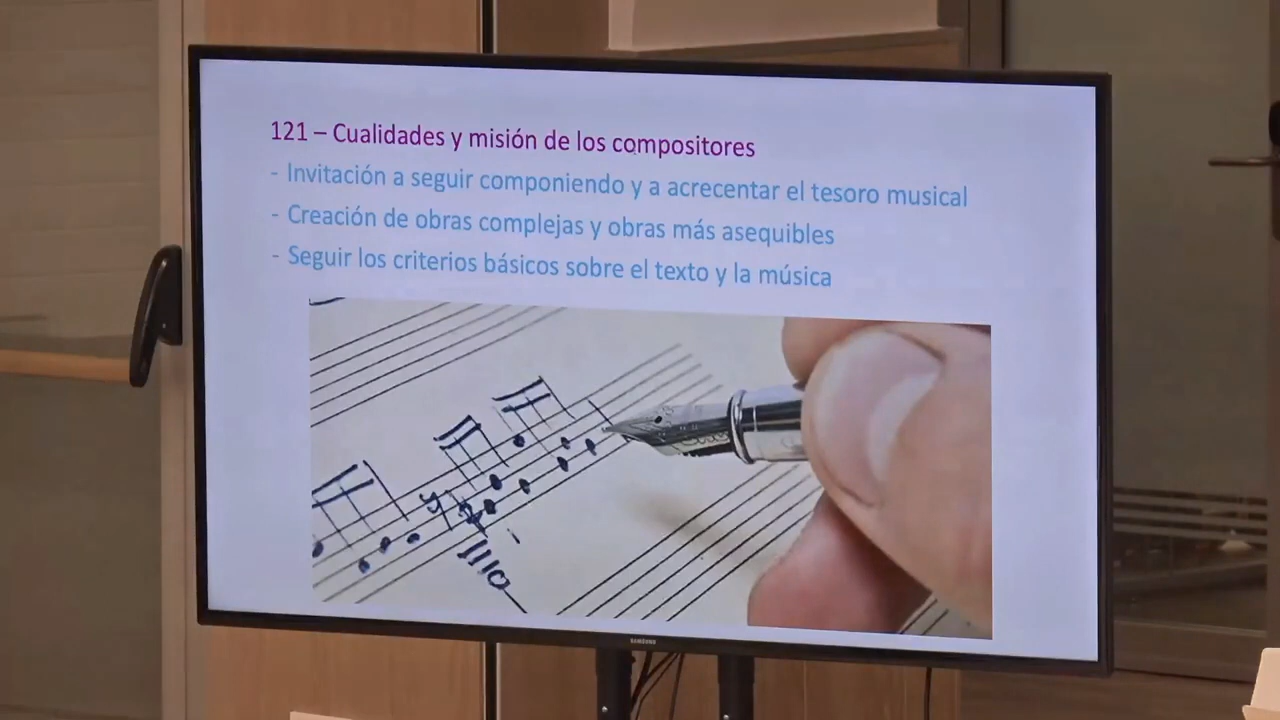 121 – Cualidades y misión de los compositores
- Invitación a seguir componiendo y a acrecentar el tesoro musical
- Creación de obras complejas y obras más asequibles
- Seguir los criterios básicos sobre el texto y la música
SAMSUNG